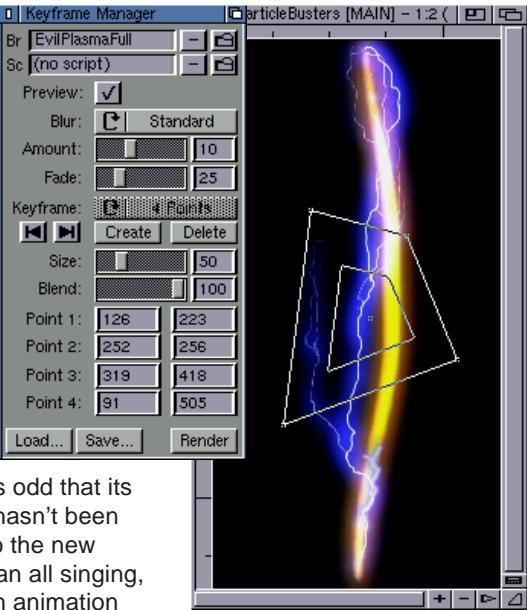 Keyframe Manager
Br EvilPlasmaFull –
Sc (no script) –
Preview: √
Blur: Standard
Amount: 10
Fade: 25
Keyframe: 4 Points
Create Delete
Size: 50
Blend: 100
Point 1: 126 223
Point 2: 252 256
Point 3: 319 418
Point 4: 91 505
Load... Save... Render
articleBusters [MAIN] – 1:2 (
+ –
s odd that its
hasn't been
o the new
an all singing,
n animation